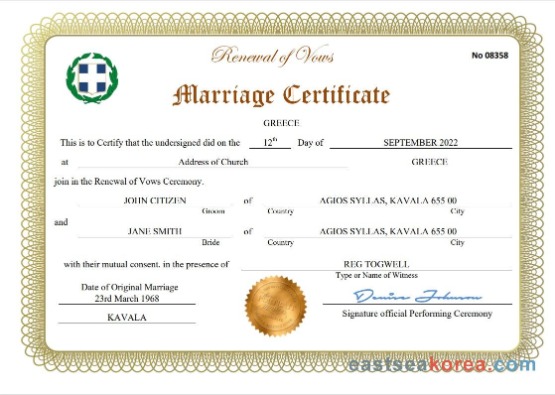 Renewal of Vows
No 08358
Marriage Certificate
GREECE
This is to Certify that the undersigned did on the 12th Day of SEPTEMBER 2022
at Address of Church GREECE
join in the Renewal of Vows Ceremony.
JOHN CITIZEN of AGIOS SYLLAS, KAVALA 655 00
Groom Country City
and
JANE SMITH of AGIOS SYLLAS, KAVALA 655 00
Bride Country City
with their mutual consent. in the presence of REG TOGWELL
Type or Name of Witness
Date of Original Marriage
23rd March 1968
Denise Johnson
KAVALA
Signature official Performing Ceremony
eastseakorea.com